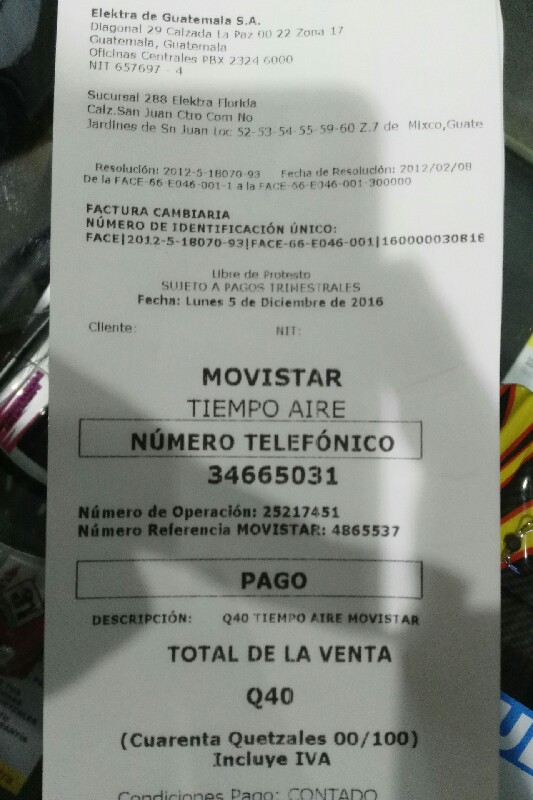 Elektra de Guatemala S.A.
Diagonal 29 Calzada La Paz 00 22 Zona 17
Guatemala, Guatemala
Oficinas Centrales PBX 2324 6000
NIT 657697 - 4
Sucursal 288 Elektra Florida
Calz.San Juan Ctro Com No
Jardines de Sn Juan Loc 52-53-54-55-59-60 Z.7 de Mixco,Guate
Resolución: 2012-5-18070-93 Fecha de Resolución: 2012/02/08
De la FACE-66-E046-001-1 a la FACE-66-E046-001-300000
FACTURA CAMBIARIA
NÚMERO DE IDENTIFICACIÓN ÚNICO:
FACE|2012-5-18070-93|FACE-66-E046-001|160000030816
Libre de Protesto
SUJETO A PAGOS TRIMESTRALES
Fecha: Lunes 5 de Diciembre de 2016
Cliente: NIT:
MOVISTAR
TIEMPO AIRE
NÚMERO TELEFÓNICO
34665031
Número de Operación: 25217451
Número Referencia MOVISTAR: 4865537
PAGO
DESCRIPCIÓN: Q40 TIEMPO AIRE MOVISTAR
TOTAL DE LA VENTA
Q40
(Cuarenta Quetzales 00/100)
Incluye IVA
Condiciones Pago: CONTADO